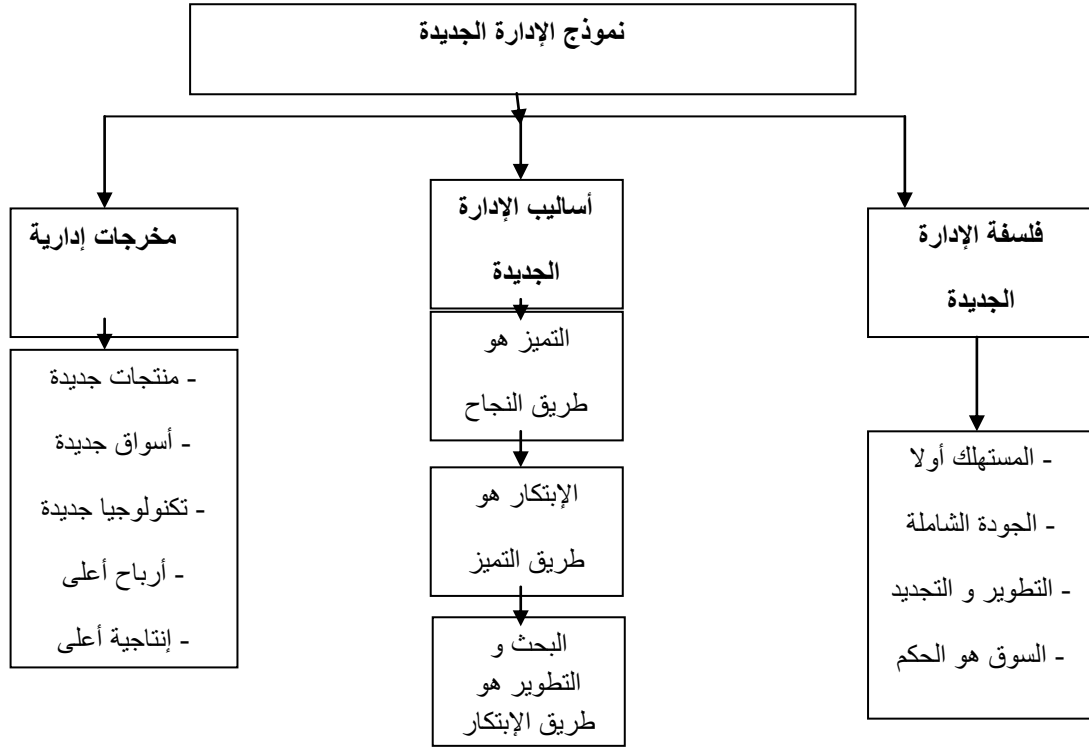 نموذج الإدارة الجديدة
فلسفة الإدارة
الجديدة
- المستهلك أولا
- الجودة الشاملة
- التطوير و التجديد
- السوق هو الحكم
أساليب الإدارة
الجديدة
التميز هو
طريق النجاح
الإبتكار هو
طريق التميز
البحث و
التطوير هو
طريق الإبتكار
مخرجات إدارية
- منتجات جديدة
- أسواق جديدة
- تكنولوجيا جديدة
- أرباح أعلى
- إنتاجية أعلى